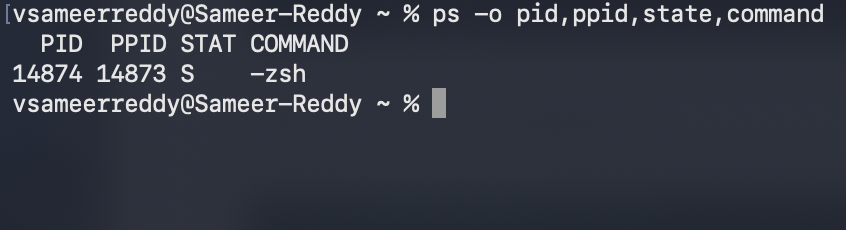 [vsameerreddy@Sameer-Reddy ~ % ps -o pid,ppid,state,command
  PID  PPID STAT COMMAND
14874 14873 S    -zsh
vsameerreddy@Sameer-Reddy ~ %